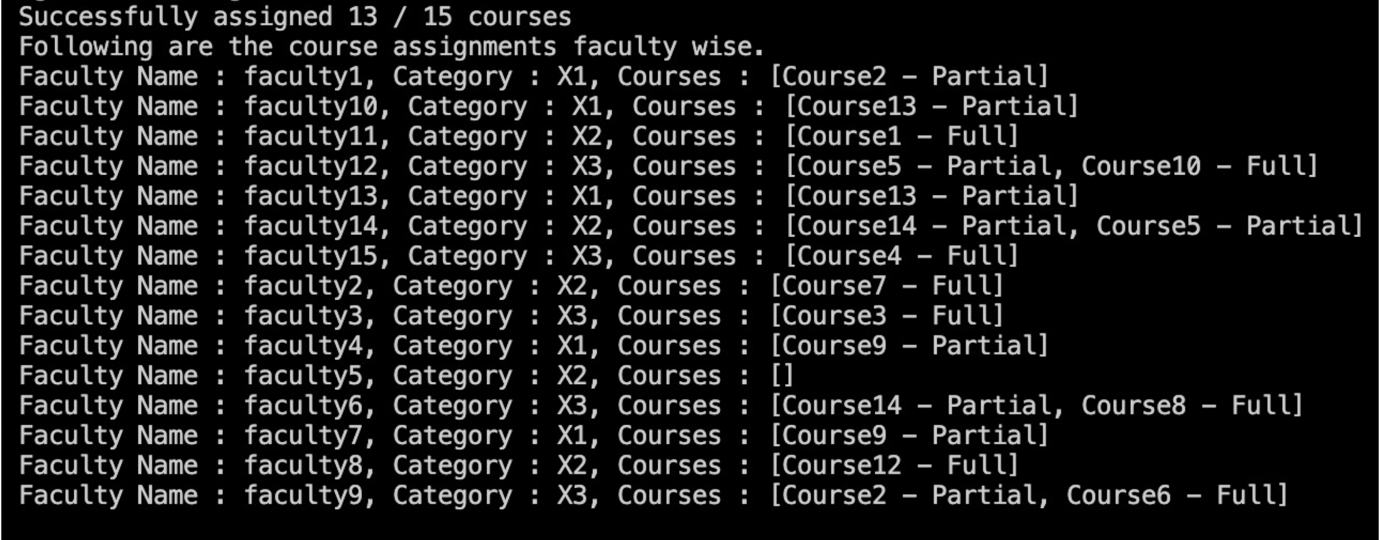 Successfully assigned 13 / 15 courses
Following are the course assignments faculty wise.
Faculty Name : faculty1, Category : X1, Courses : [Course2 – Partial]
Faculty Name : faculty10, Category : X1, Courses : [Course13 – Partial]
Faculty Name : faculty11, Category : X2, Courses : [Course1 – Full]
Faculty Name : faculty12, Category : X3, Courses : [Course5 – Partial, Course10 – Full]
Faculty Name : faculty13, Category : X1, Courses : [Course13 – Partial]
Faculty Name : faculty14, Category : X2, Courses : [Course14 – Partial, Course5 – Partial]
Faculty Name : faculty15, Category : X3, Courses : [Course4 – Full]
Faculty Name : faculty2, Category : X2, Courses : [Course7 – Full]
Faculty Name : faculty3, Category : X3, Courses : [Course3 – Full]
Faculty Name : faculty4, Category : X1, Courses : [Course9 – Partial]
Faculty Name : faculty5, Category : X2, Courses : []
Faculty Name : faculty6, Category : X3, Courses : [Course14 – Partial, Course8 – Full]
Faculty Name : faculty7, Category : X1, Courses : [Course9 – Partial]
Faculty Name : faculty8, Category : X2, Courses : [Course12 – Full]
Faculty Name : faculty9, Category : X3, Courses : [Course2 – Partial, Course6 – Full]